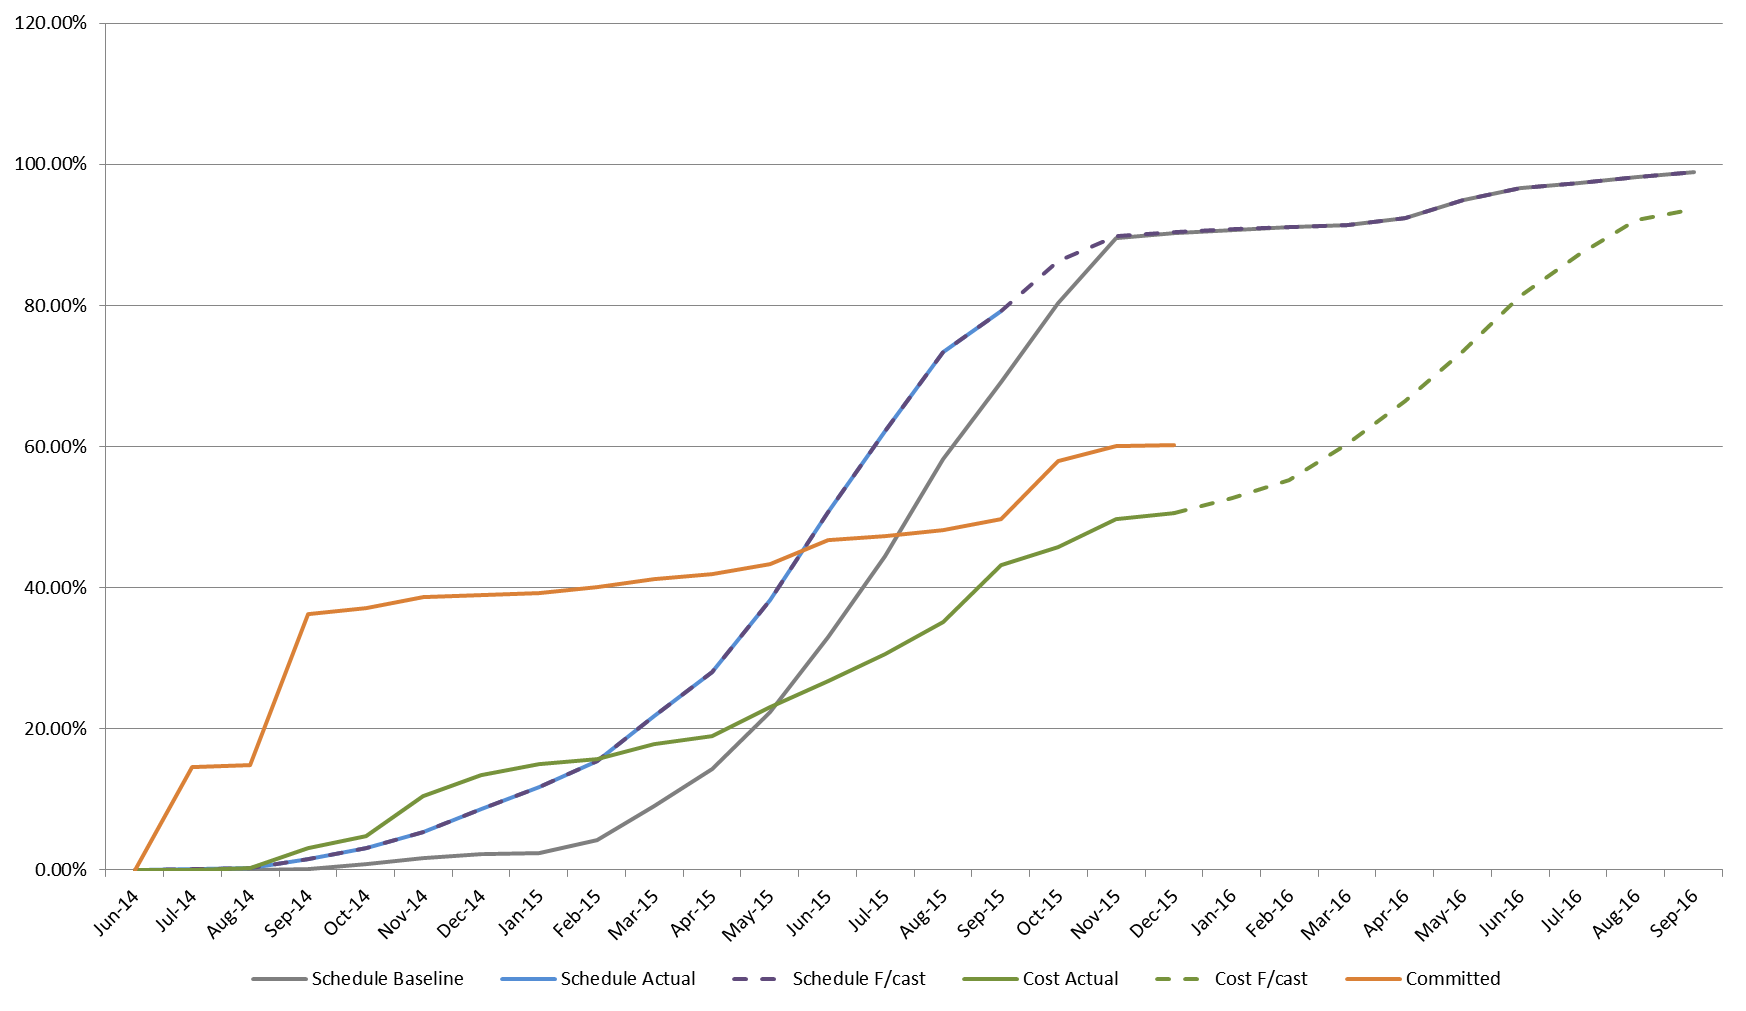 120.00%
100.00%
80.00%
60.00%
40.00%
20.00%
0.00%
Jun-14
Jul-14
Aug-14
Sep-14
Oct-14
Nov-14
Dec-14
Jan-15
Feb-15
Mar-15
Apr-15
May-15
Jun-15
Jul-15
Aug-15
Sep-15
Oct-15
Nov-15
Dec-15
Jan-16
Feb-16
Mar-16
Apr-16
May-16
Jun-16
Jul-16
Aug-16
Sep-16
Schedule Baseline
Schedule Actual
Schedule F/cast
Cost Actual
Cost F/cast
Committed